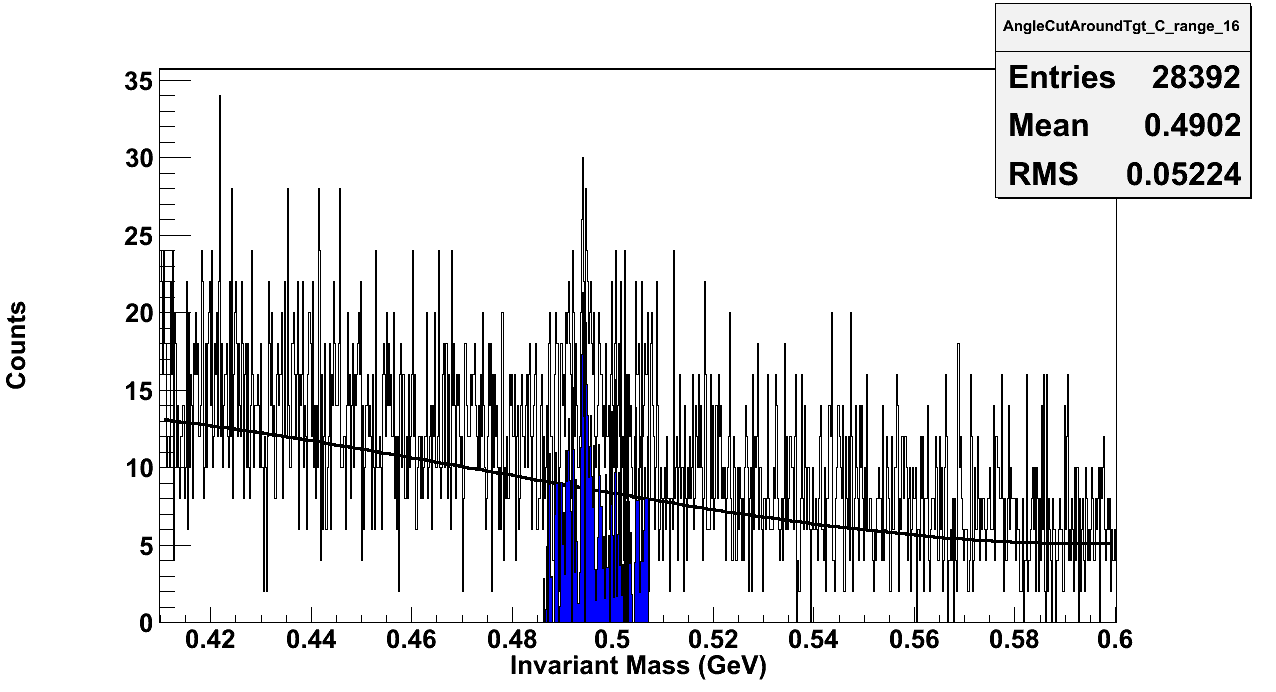 AngleCutAroundTgt_C_range_16
Entries 28392
Mean 0.4902
RMS 0.05224
Counts
35
30
25
20
15
10
5
0
0.42 0.44 0.46 0.48 0.5 0.52 0.54 0.56 0.58 0.6
Invariant Mass (GeV)